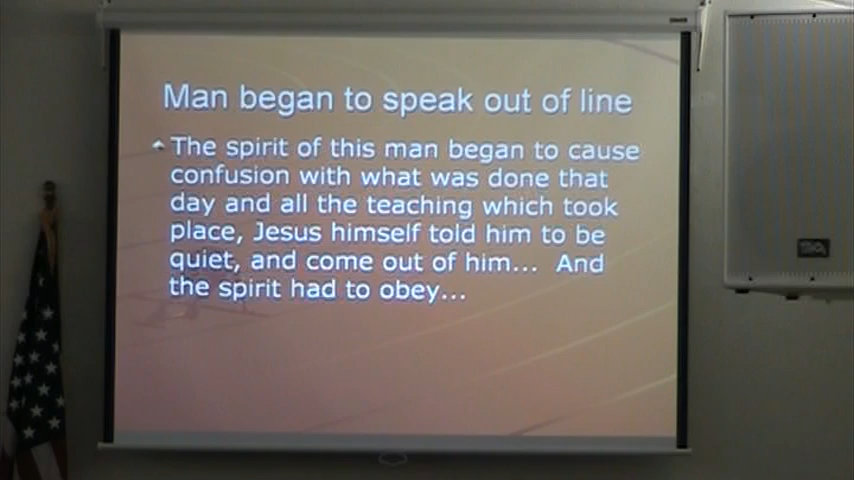 Man began to speak out of line
The spirit of this man began to cause
confusion with what was done that
day and all the teaching which took
place, Jesus himself told him to be
quiet, and come out of him... And
the spirit had to obey...